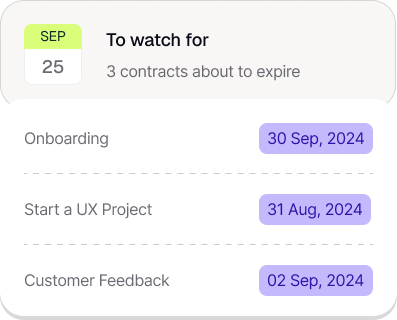 SEP
25
To watch for
3 contracts about to expire
Onboarding
30 Sep, 2024
Start a UX Project
31 Aug, 2024
Customer Feedback
02 Sep, 2024